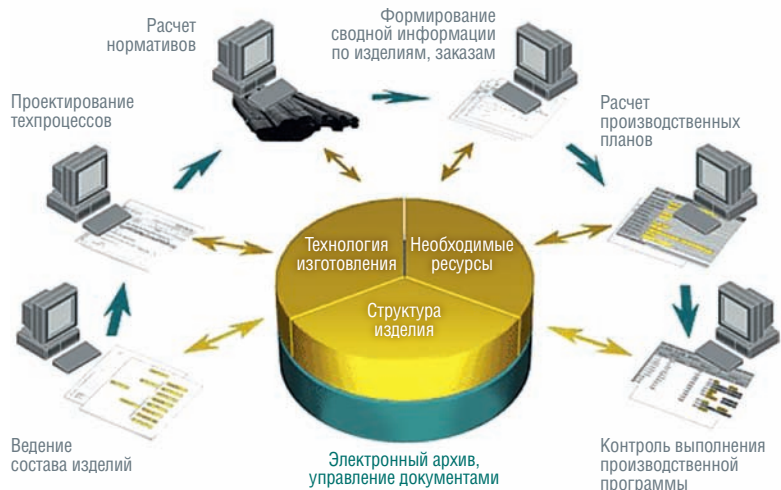 Расчет
нормативов
Формирование
сводной информации
по изделиям, заказам
Проектирование
техпроцессов
Расчет
производственных
планов
Технология
изготовления
Необходимые
ресурсы
Структура
изделия
Ведение
состава изделий
Электронный архив,
управление документами
Контроль выполнения
производственной
программы